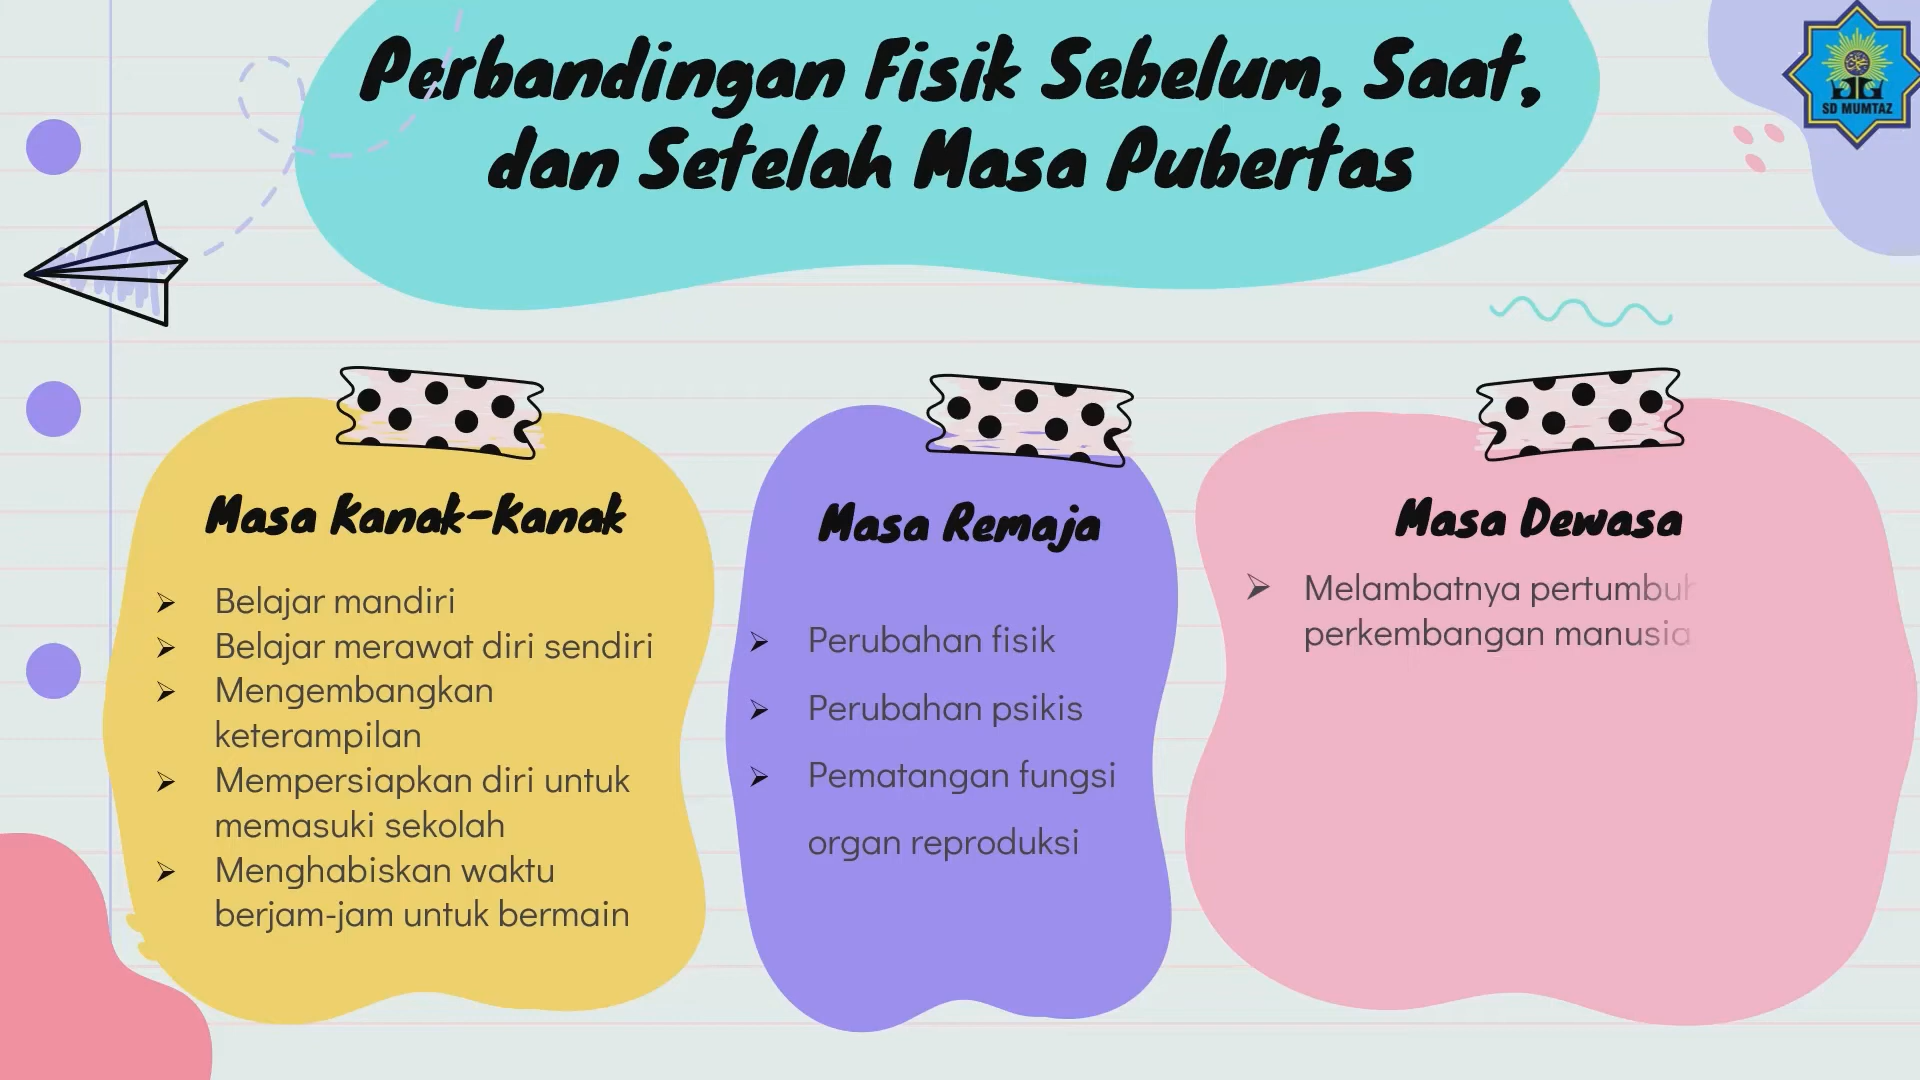 Perbandingan Fisik Sebelum, Saat,
dan Setelah Masa Pubertas
SD MUMTAZ
Masa Kanak-Kanak
➢ Belajar mandiri
➢ Belajar merawat diri sendiri
➢ Mengembangkan
keterampilan
➢ Mempersiapkan diri untuk
memasuki sekolah
➢ Menghabiskan waktu
berjam-jam untuk bermain
Masa Remaja
➢ Perubahan fisik
➢ Perubahan psikis
➢ Pematangan fungsi
organ reproduksi
Masa Dewasa
➢ Melambatnya pertumbuh
perkembangan manusia